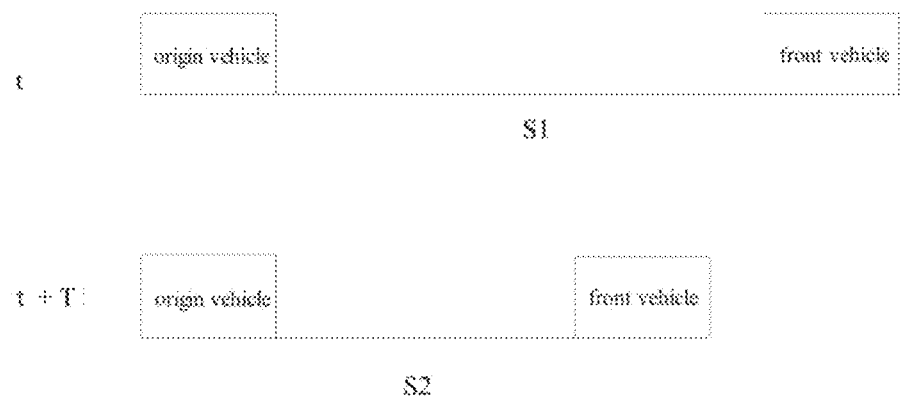 origin vehicle
front vehicle
t
S1
t + T
origin vehicle
front vehicle
S2